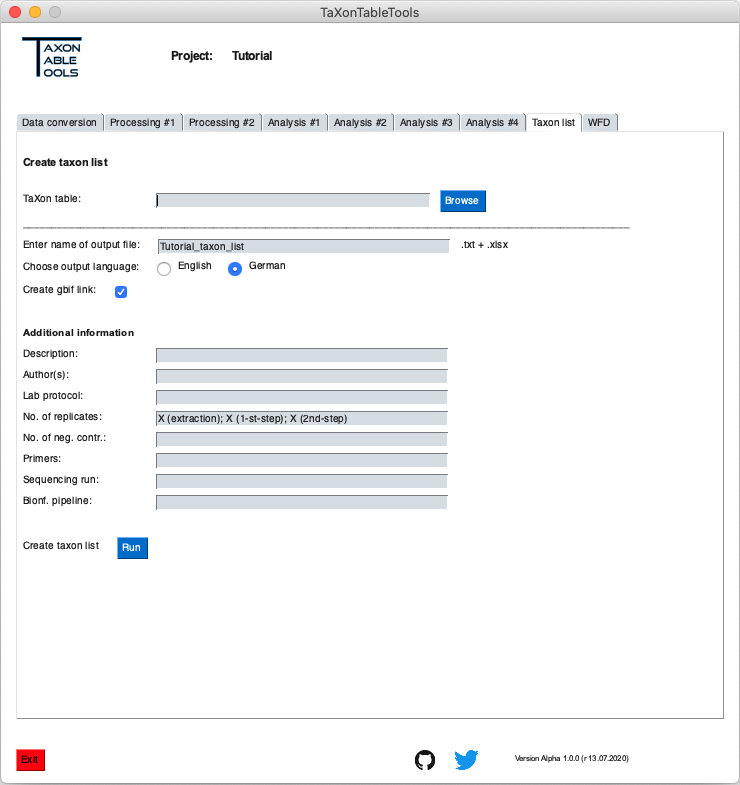 TaXonTableTools
TAXON
TABLE
TOOLS
Project: Tutorial
Data conversion Processing #1 Processing #2 Analysis #1 Analysis #2 Analysis #3 Analysis #4 Taxon list WFD
Create taxon list
TaXon table: Browse
Enter name of output file: Tutorial_taxon_list .txt + .xlsx
Choose output language: English German
Create gbif link:
Additional information
Description:
Author(s):
Lab protocol:
No. of replicates: X (extraction); X (1-st-step); X (2nd-step)
No. of neg. contr.:
Primers:
Sequencing run:
Bionf. pipeline:
Create taxon list Run
Exit Version Alpha 1.0.0 (r 13.07.2020)